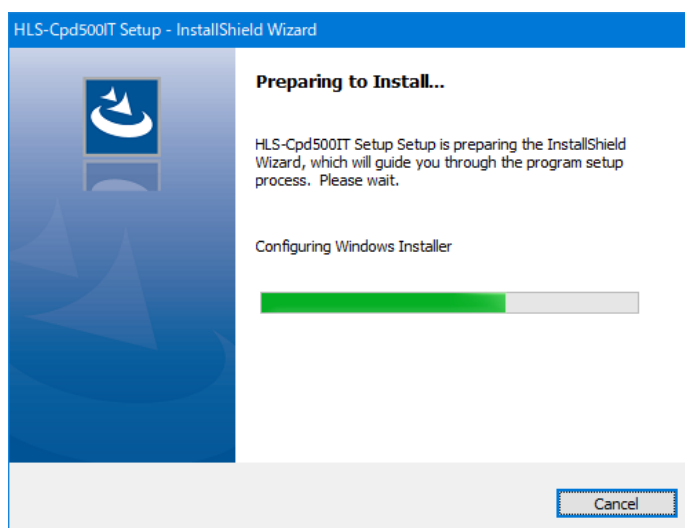 HLS-Cpd500IT Setup - InstallShield Wizard
Preparing to Install...
HLS-Cpd500IT Setup Setup is preparing the InstallShield
Wizard, which will guide you through the program setup
process. Please wait.
Configuring Windows Installer
Cancel